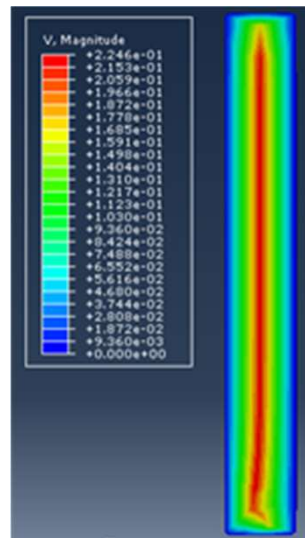 V, Magnitude
+2.246e-01
+2.153e-01
+2.059e-01
+1.966e-01
+1.872e-01
+1.778e-01
+1.685e-01
+1.591e-01
+1.498e-01
+1.404e-01
+1.310e-01
+1.217e-01
+1.123e-01
+1.030e-01
+9.360e-02
+8.424e-02
+7.488e-02
+6.552e-02
+5.616e-02
+4.680e-02
+3.744e-02
+2.808e-02
+1.872e-02
+9.360e-03
+0.000e+00